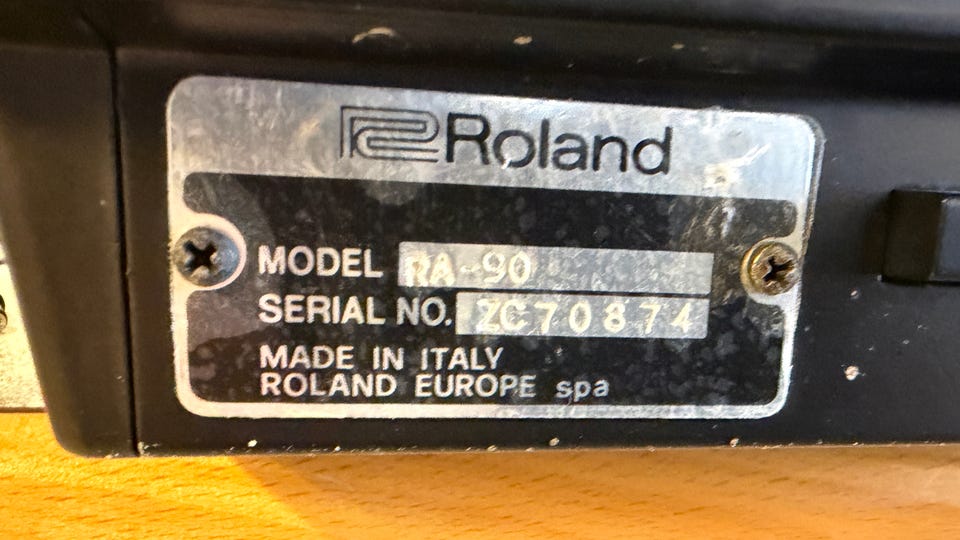 Roland
MODEL RA-90
SERIAL NO. ZC70874
MADE IN ITALY
ROLAND EUROPE spa